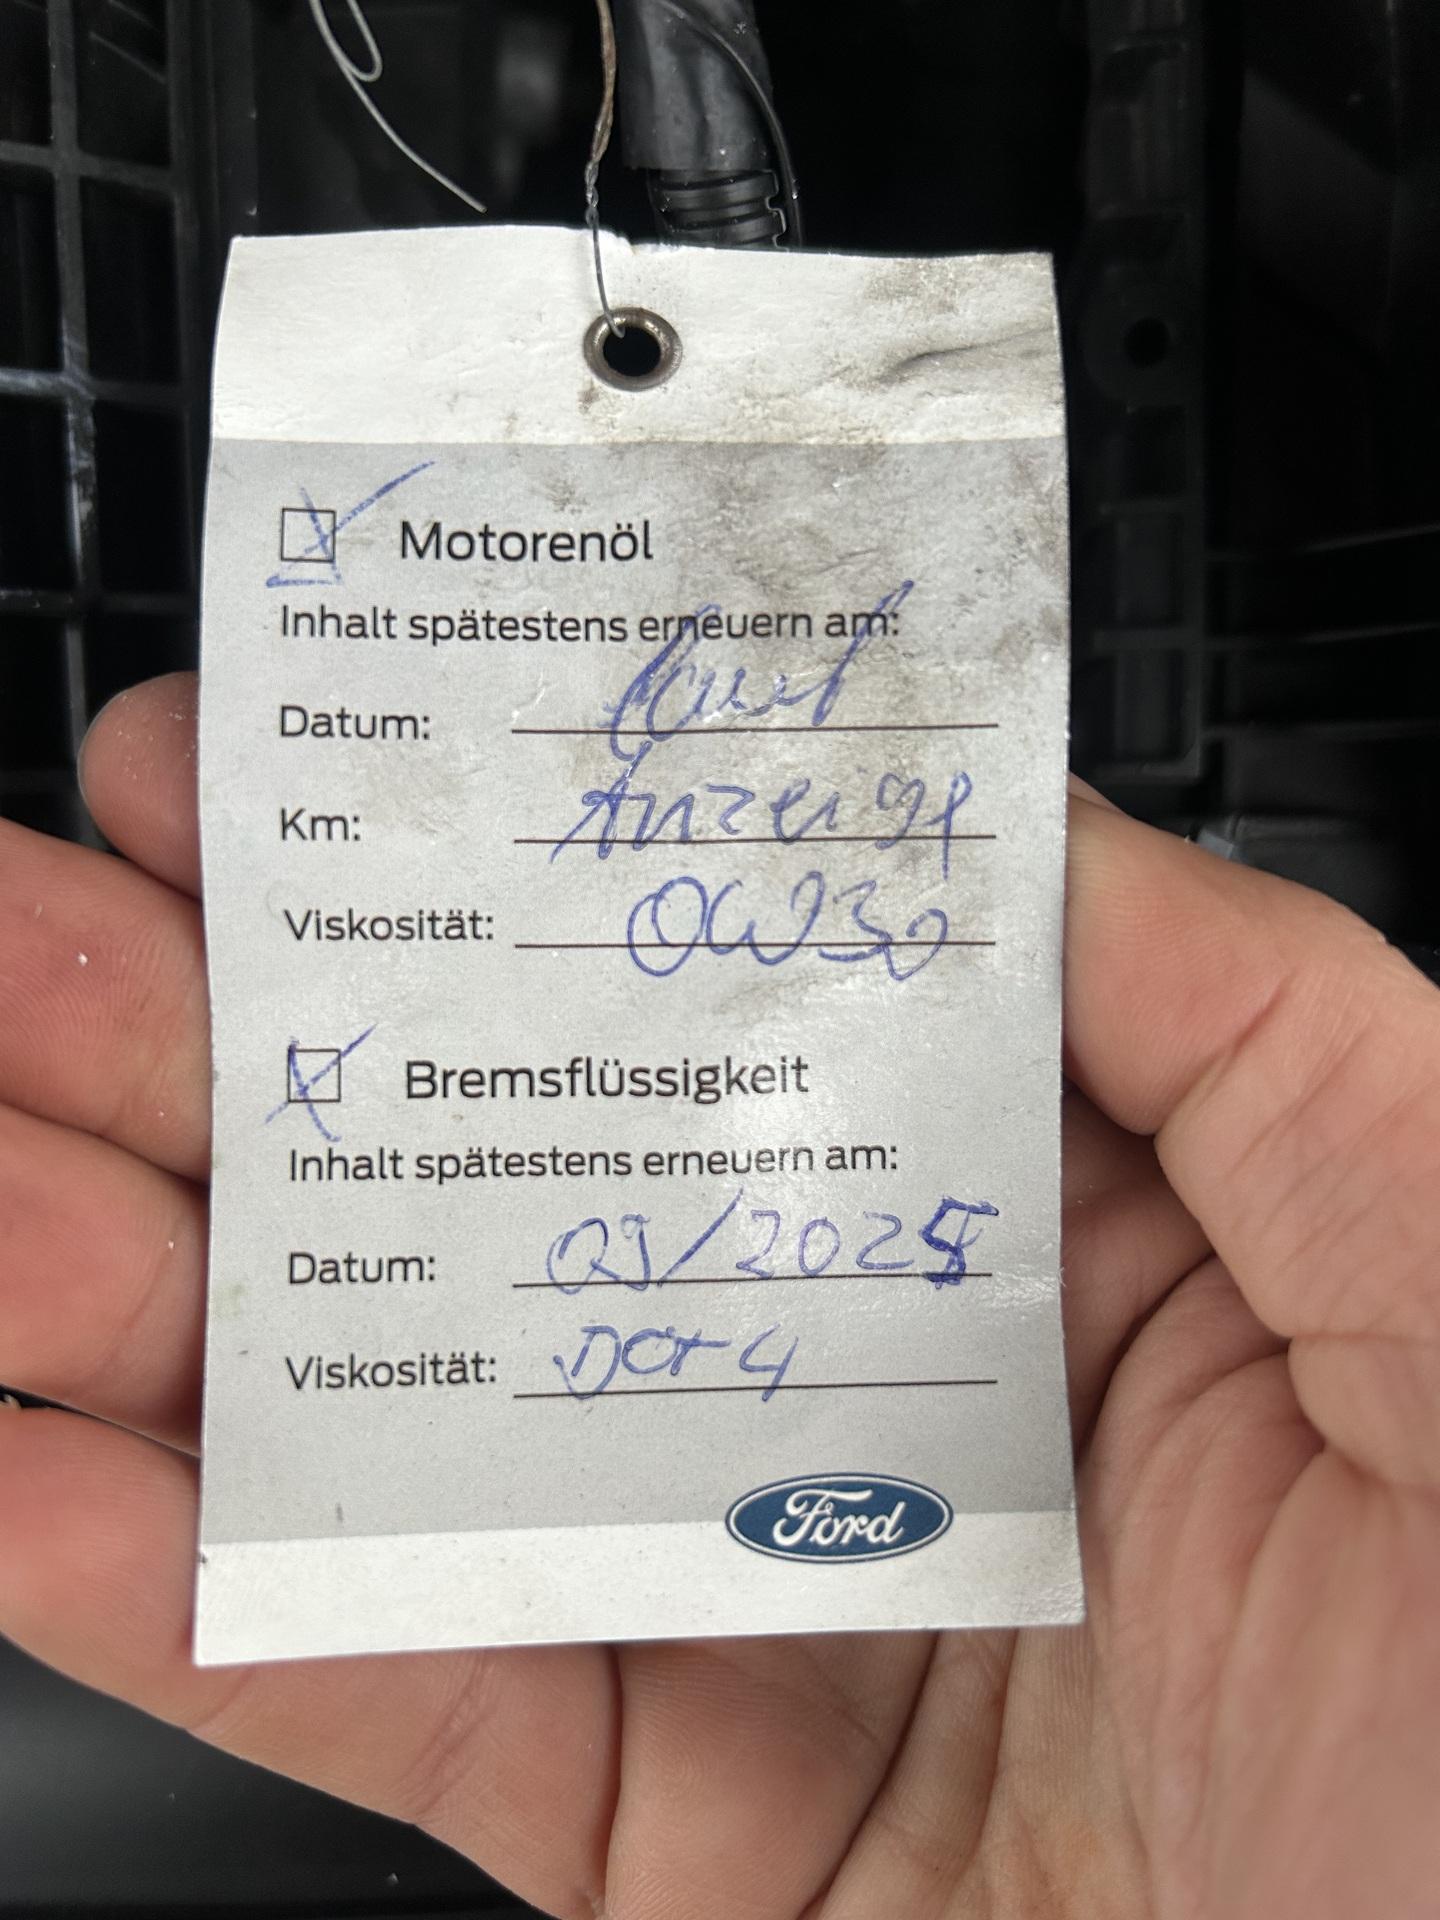 Motorenöl
Inhalt spätestens erneuern am:
Datum: laut
Km: Anzeige
Viskosität: 0W30
Bremsflüssigkeit
Inhalt spätestens erneuern am:
Datum: 09/2025
Viskosität: DOT 4
Ford